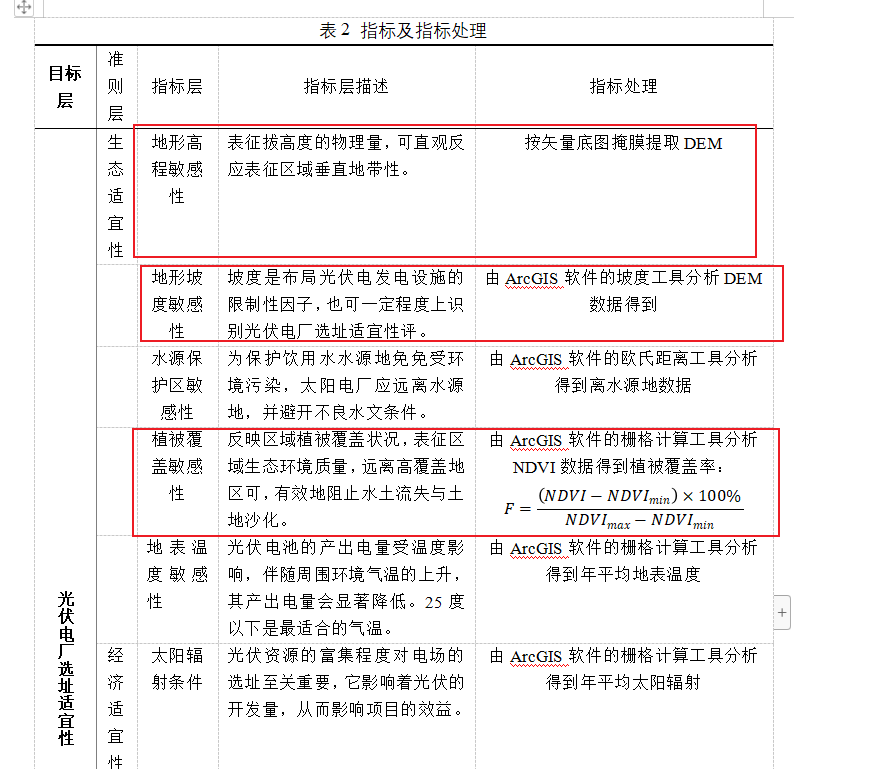 表 2 指标及指标处理
目标
层
准
则
层
指标层
指标层描述
指标处理
光伏电厂选址适宜性
生
态
适
宜
性
地形高
程敏感
性
表征拔高度的物理量，可直观反
应表征区域垂直地带性。
按矢量底图掩膜提取 DEM
地形坡
度敏感
性
坡度是布局光伏电发电设施的
限制性因子，也可一定程度上识
别光伏电厂选址适宜性评。
由 ArcGIS 软件的坡度工具分析 DEM
数据得到
水源保
护区敏
感性
为保护饮用水水源地免免受环
境污染，太阳电厂应远离水源
地，并避开不良水文条件。
由 ArcGIS 软件的欧氏距离工具分析
得到离水源地数据
植被覆
盖敏感
性
反映区域植被覆盖状况，表征区
域生态环境质量，远离高覆盖地
区可，有效地阻止水土流失与土
地沙化。
由 ArcGIS 软件的栅格计算工具分析
NDVI 数据得到植被覆盖率：
F = (NDVI − NDVImin) × 100%
NDVImax − NDVImin
地表温
度敏感
性
光伏电池的产出电量受温度影
响，伴随周围环境气温的上升，
其产出电量会显著降低。25 度
以下是最适合的气温。
由 ArcGIS 软件的栅格计算工具分析
得到年平均地表温度
经
济
适
宜
性
太阳辐
射条件
光伏资源的富集程度对电场的
选址至关重要，它影响着光伏的
开发量，从而影响项目的效益。
由 ArcGIS 软件的栅格计算工具分析
得到年平均太阳辐射